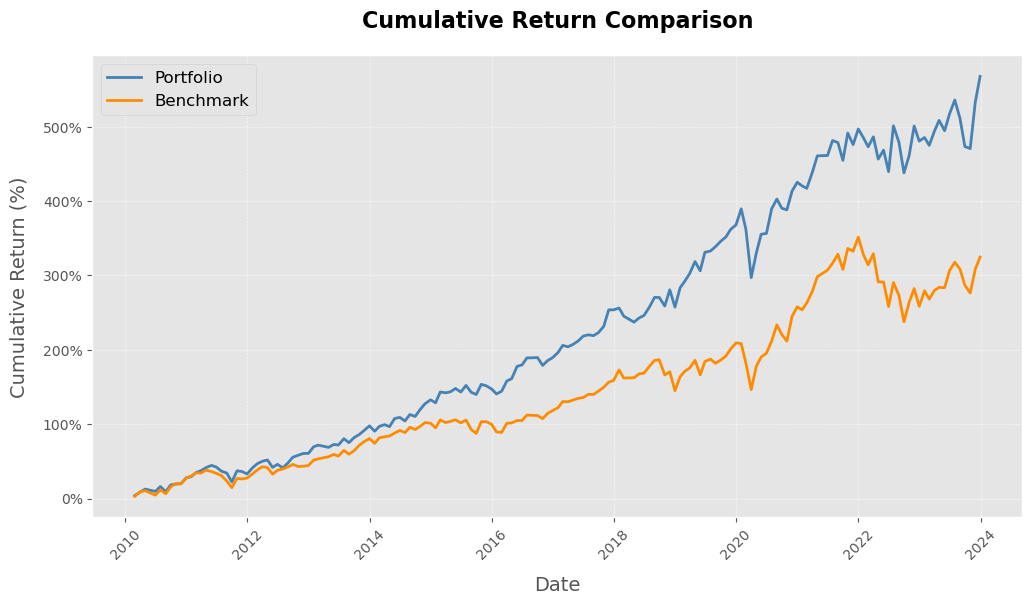 Cumulative Return Comparison
Portfolio
Benchmark
Cumulative Return (%)
500%
400%
300%
200%
100%
0%
2010
2012
2014
2016
2018
2020
2022
2024
Date